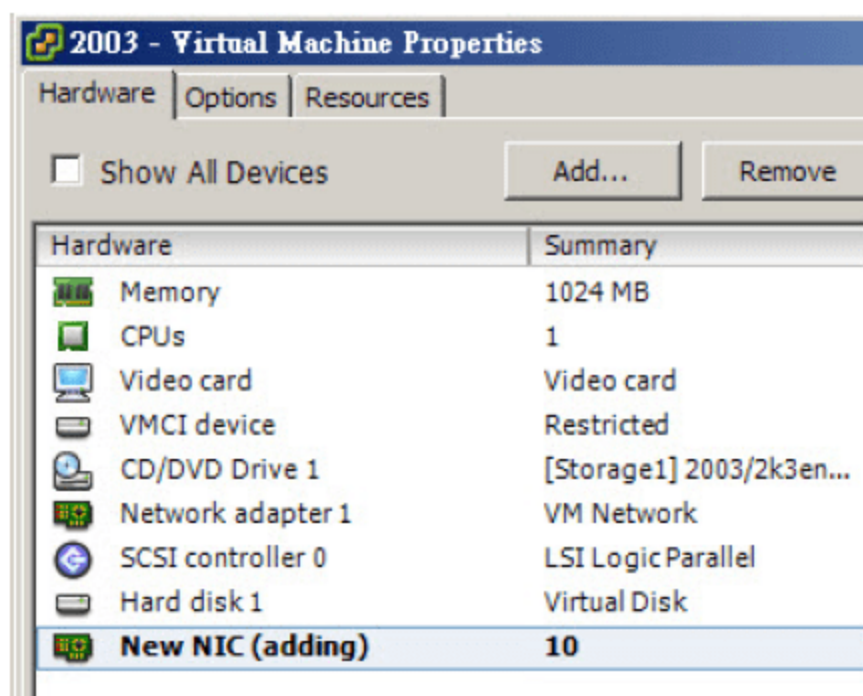 2003 - Virtual Machine Properties
Hardware Options Resources
Show All Devices Add... Remove
Hardware Summary
Memory 1024 MB
CPUs 1
Video card Video card
VMCI device Restricted
CD/DVD Drive 1 [Storage1] 2003/2k3en...
Network adapter 1 VM Network
SCSI controller 0 LSI Logic Parallel
Hard disk 1 Virtual Disk
New NIC (adding) 10